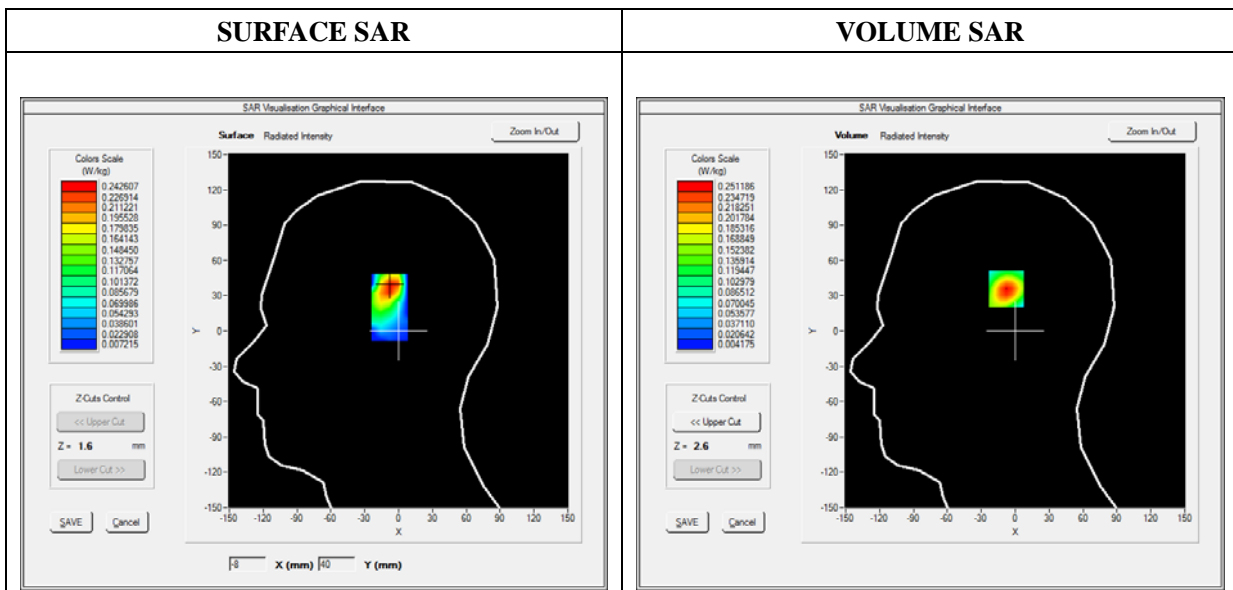 SURFACE SAR
VOLUME SAR
SAR Visualisation Graphical Interface
Surface Radiated Intensity
Zoom In/Out
Colors Scale
(W/kg)
0.242607
0.226914
0.211221
0.195528
0.179835
0.164143
0.148450
0.132757
0.117064
0.101372
0.085679
0.069986
0.054293
0.038601
0.022908
0.007215
150
120
90
60
30
0
-30
-60
-90
-120
-150
Y
-150 -120 -90 -60 -30 0 30 60 90 120 150
X
Z-Cuts Control
<< Upper Cut
Z = 1.6 mm
Lower Cut >>
SAVE Cancel
-8 X (mm) 40 Y (mm)
SAR Visualisation Graphical Interface
Volume Radiated Intensity
Zoom In/Out
Colors Scale
(W/kg)
0.251186
0.234719
0.218251
0.201784
0.185316
0.168849
0.152382
0.135914
0.119447
0.102979
0.086512
0.070045
0.053577
0.037110
0.020642
0.004175
150
120
90
60
30
0
-30
-60
-90
-120
-150
Y
-150 -120 -90 -60 -30 0 30 60 90 120 150
X
Z-Cuts Control
<< Upper Cut
Z = 2.6 mm
Lower Cut >>
SAVE Cancel